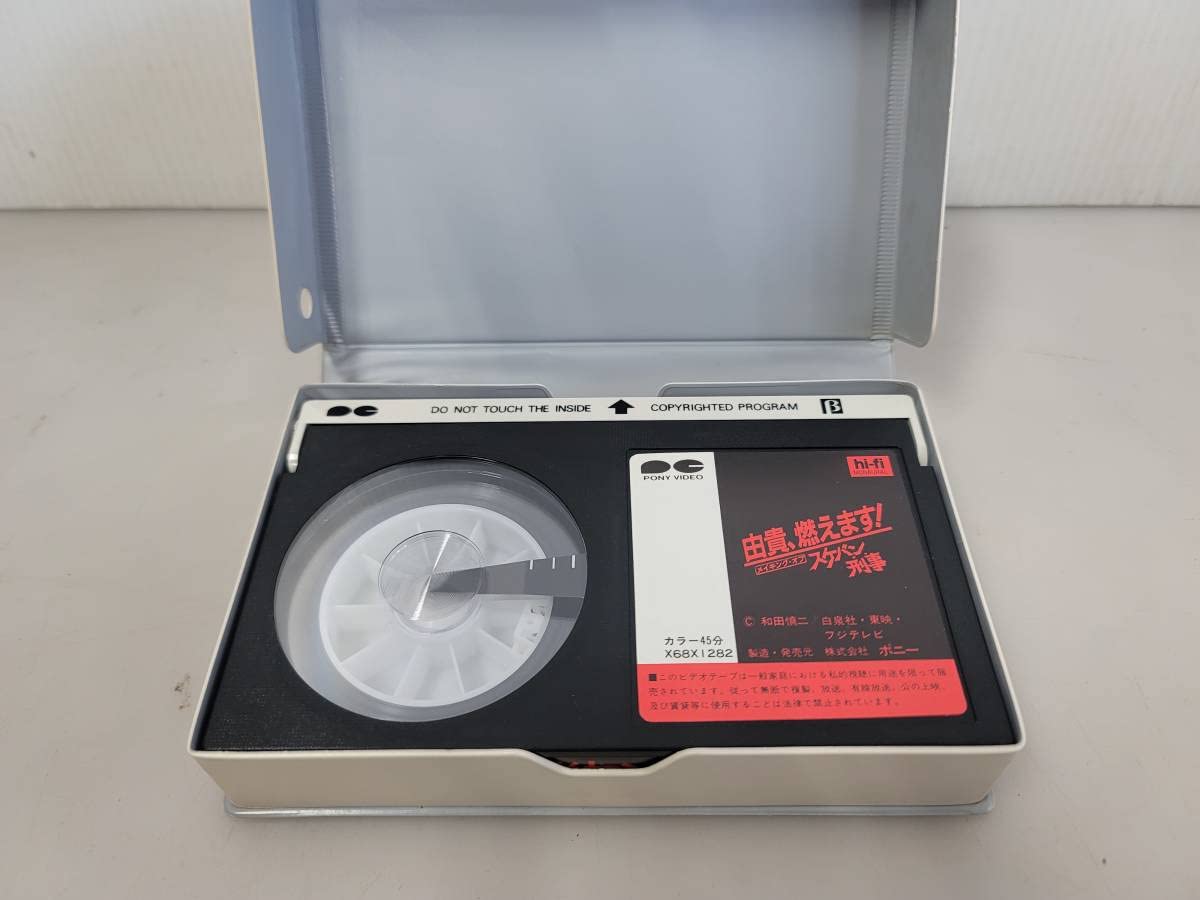 DO NOT TOUCH THE INSIDE COPYRIGHTED PROGRAM β
PONY VIDEO
hi-fi
MONAURAL
由貴、燃えます!
メイキング・オブ スケバン刑事
© 和田慎二/白泉社・東映・
フジテレビ
カラー45分
X68X1282
製造・発売元 株式会社 ポニー
■このビデオテープは一般家庭における私的視聴に用途を限って販
売されています。従って無断で複製、放送、有線放送、公の上映、
及び賃貸等に使用することは法律で禁止されています。